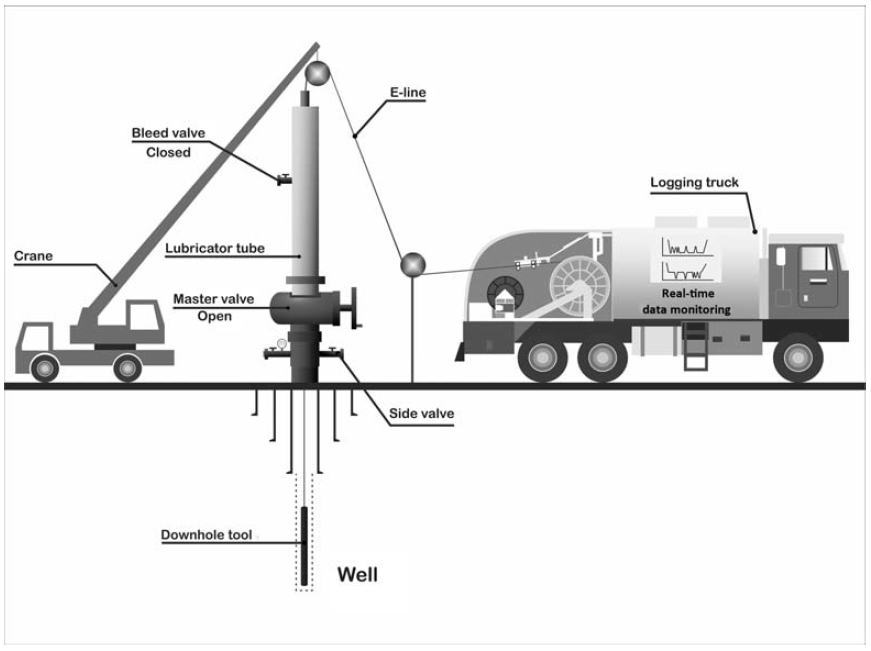 E-line
Bleed valve
Closed
Logging truck
Lubricator tube
Crane
Master valve
Open
Real-time
data monitoring
Side valve
Downhole tool
Well